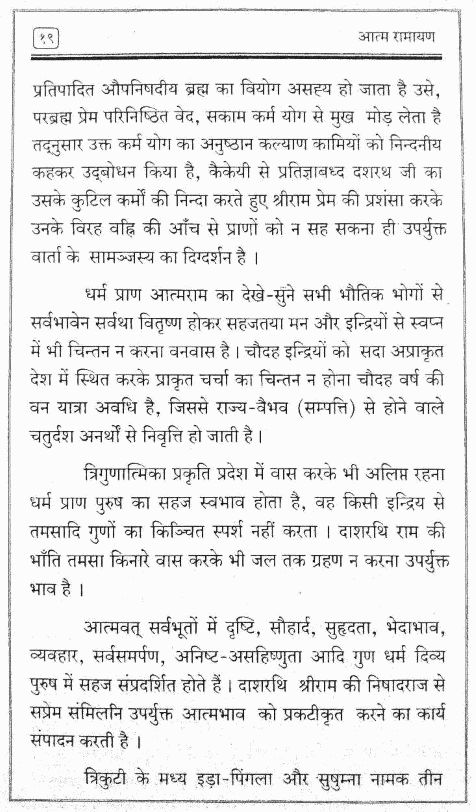 १९
आत्म रामायण
प्रतिपादित औपनिषदीय ब्रह्म का वियोग असह्य हो जाता है उसे,
परब्रह्म प्रेम परिनिष्ठित वेद, सकाम कर्म योग से मुख मोड़ लेता है
तद्नुसार उक्त कर्म योग का अनुष्ठान कल्याण कामियों को निन्दनीय
कहकर उद्‌बोधन किया है, कैकेयी से प्रतिज्ञाबध्द दशरथ जी का
उसके कुटिल कर्मों की निन्दा करते हुए श्रीराम प्रेम की प्रशंसा करके
उनके विरह वह्नि की आँच से प्राणों को न सह सकना ही उपर्युक्त
वार्ता के सामञ्जस्य का दिग्दर्शन है ।
धर्म प्राण आत्मराम का देखे-सुंने सभी भौतिक भोगों से
सर्वभावेन सर्वथा वितृष्ण होकर सहजतया मन और इन्द्रियों से स्वप्न
में भी चिन्तन न करना वनवास है । चौदह इन्द्रियों को सदा अप्राकृत
देश में स्थित करके प्राकृत चर्चा का चिन्तन न होना चौदह वर्ष की
वन यात्रा अवधि है, जिससे राज्य-वैभव (सम्पत्ति) से होने वाले
चतुर्दश अनर्थों से निवृत्ति हो जाती है ।
त्रिगुणात्मिका प्रकृति प्रदेश में वास करके भी अलिप्त रहना
धर्म प्राण पुरुष का सहज स्वभाव होता है, वह किसी इन्द्रिय से
तमसादि गुणों का किञ्चित स्पर्श नहीं करता । दाशरथि राम की
भाँति तमसा किनारे वास करके भी जल तक ग्रहण न करना उपर्युक्त
भाव है ।
आत्मवत् सर्वभूतों में दृष्टि, सौहार्द, सुहृदता, भेदाभाव,
व्यवहार, सर्वसमर्पण, अनिष्ट-असहिष्णुता आदि गुण धर्म दिव्य
पुरुष में सहज संप्रदर्शित होते हैं । दाशरथि श्रीराम की निषादराज से
सप्रेम संमिलनि उपर्युक्त आत्मभाव को प्रकटीकृत करने का कार्य
संपादन करती है ।
त्रिकुटी के मध्य इड़ा-पिंगला और सुषुम्ना नामक तीन